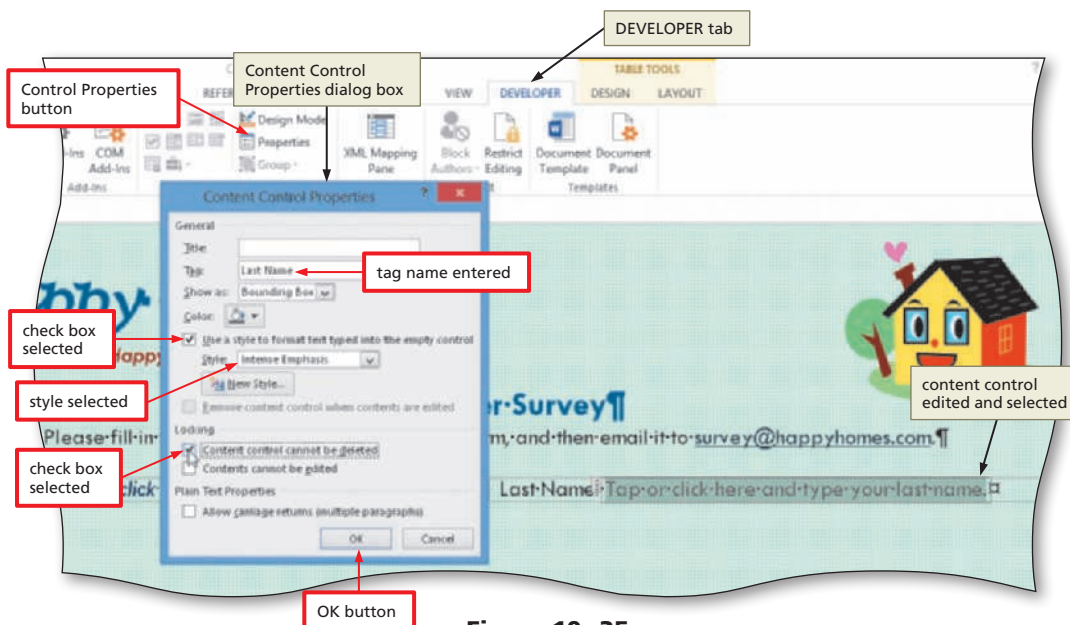 DEVELOPER tab
TABLE TOOLS
Control Properties
button
Content Control
Properties dialog box
REFER
VIEW
DEVELOPER
DESIGN
LAYOUT
Design Mode
Properties
Group
-Ins
COM
Add-Ins
Add-Ins
XML Mapping
Pane
Block
Authors
Restrict
Editing
Document
Template
Document
Panel
Templates
Content Control Properties
?
General
Title:
Tag:
Last Name
tag name entered
Show as:
Bounding Box
Color:
check box
selected
Use a style to format text typed into the empty control
Style:
Intense Emphasis
style selected
New Style...
Remove content control when contents are edited
Locking
Content control cannot be deleted
check box
selected
Contents cannot be edited
Plain Text Properties
Allow carriage returns (multiple paragraphs)
OK
Cancel
OK button
ppy
Happy
r·Survey¶
content control
edited and selected
Please·fill·in·
m,·and·then·email·it·to·survey@happyhomes.com.¶
click·
Last·Name:·Tap·or·click·here·and·type·your·last·name.¤